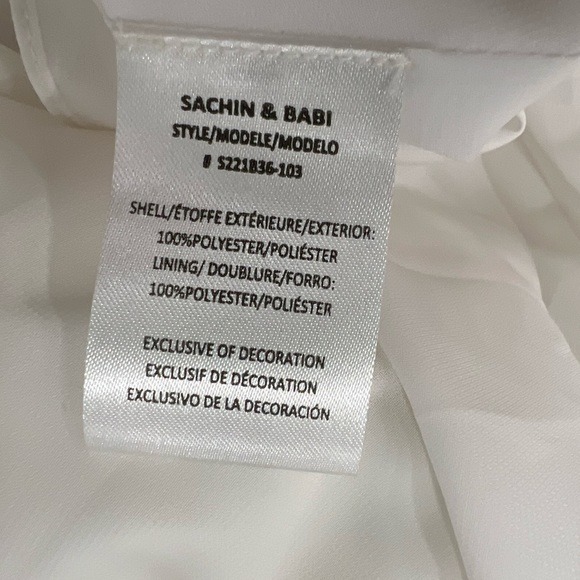 SACHIN & BABI
STYLE/MODELE/MODELO
# S221B36-103
SHELL/ÉTOFFE EXTÉRIEURE/EXTERIOR:
100%POLYESTER/POLIÉSTER
LINING/ DOUBLURE/FORRO:
100%POLYESTER/POLIÉSTER
EXCLUSIVE OF DECORATION
EXCLUSIF DE DÉCORATION
EXCLUSIVO DE LA DECORACIÓN